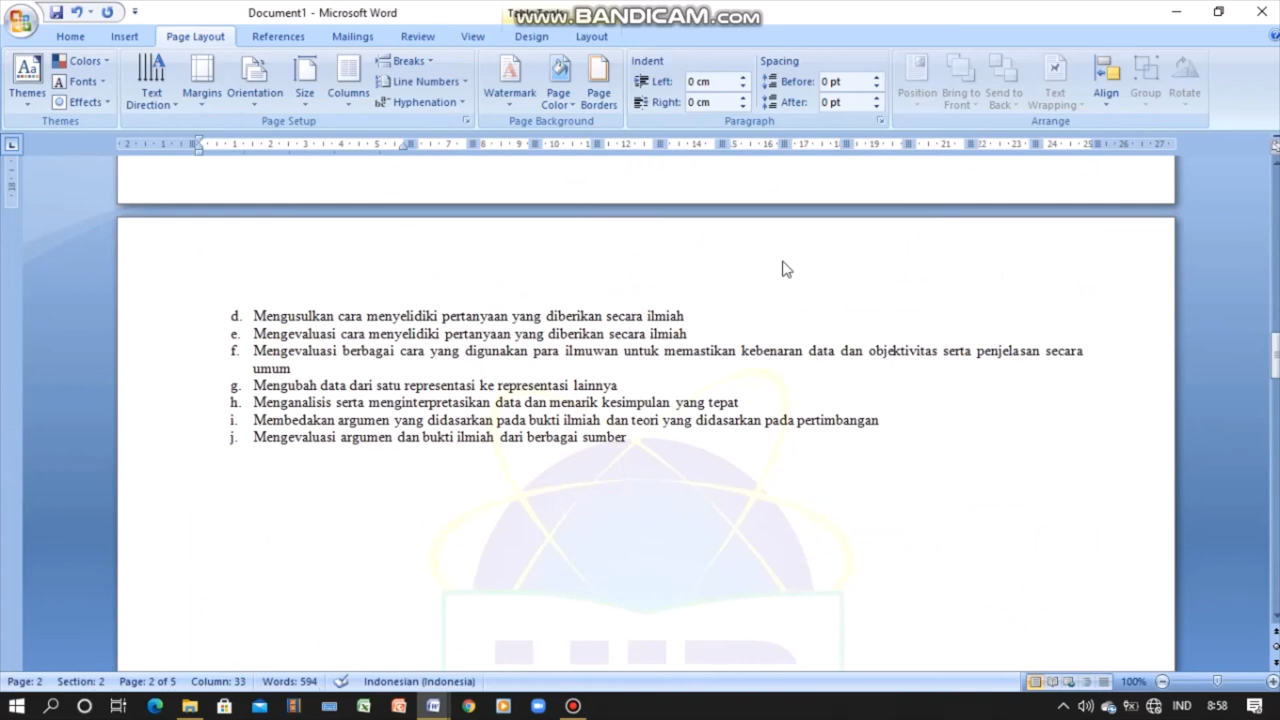 Document1 - Microsoft Word
WWW.BANDICAM.COM
Home Insert Page Layout References Mailings Review View Design Layout
Themes
Colors
Fonts
Effects
Themes
Text Direction
Margins
Orientation
Size
Columns
Breaks
Line Numbers
Hyphenation
Page Setup
Watermark
Page Color
Page Borders
Page Background
Indent
Left: 0 cm
Right: 0 cm
Spacing
Before: 0 pt
After: 0 pt
Paragraph
Position
Bring to Front
Send to Back
Text Wrapping
Align
Group
Rotate
Arrange
d. Mengusulkan cara menyelidiki pertanyaan yang diberikan secara ilmiah
e. Mengevaluasi cara menyelidiki pertanyaan yang diberikan secara ilmiah
f. Mengevaluasi berbagai cara yang digunakan para ilmuwan untuk memastikan kebenaran data dan objektivitas serta penjelasan secara
umum
g. Mengubah data dari satu representasi ke representasi lainnya
h. Menganalisis serta menginterpretasikan data dan menarik kesimpulan yang tepat
i. Membedakan argumen yang didasarkan pada bukti ilmiah dan teori yang didasarkan pada pertimbangan
j. Mengevaluasi argumen dan bukti ilmiah dari berbagai sumber
Page: 2 Section: 2 Page: 2 of 5 Column: 33 Words: 594 Indonesian (Indonesia) 100%
IND 8:58